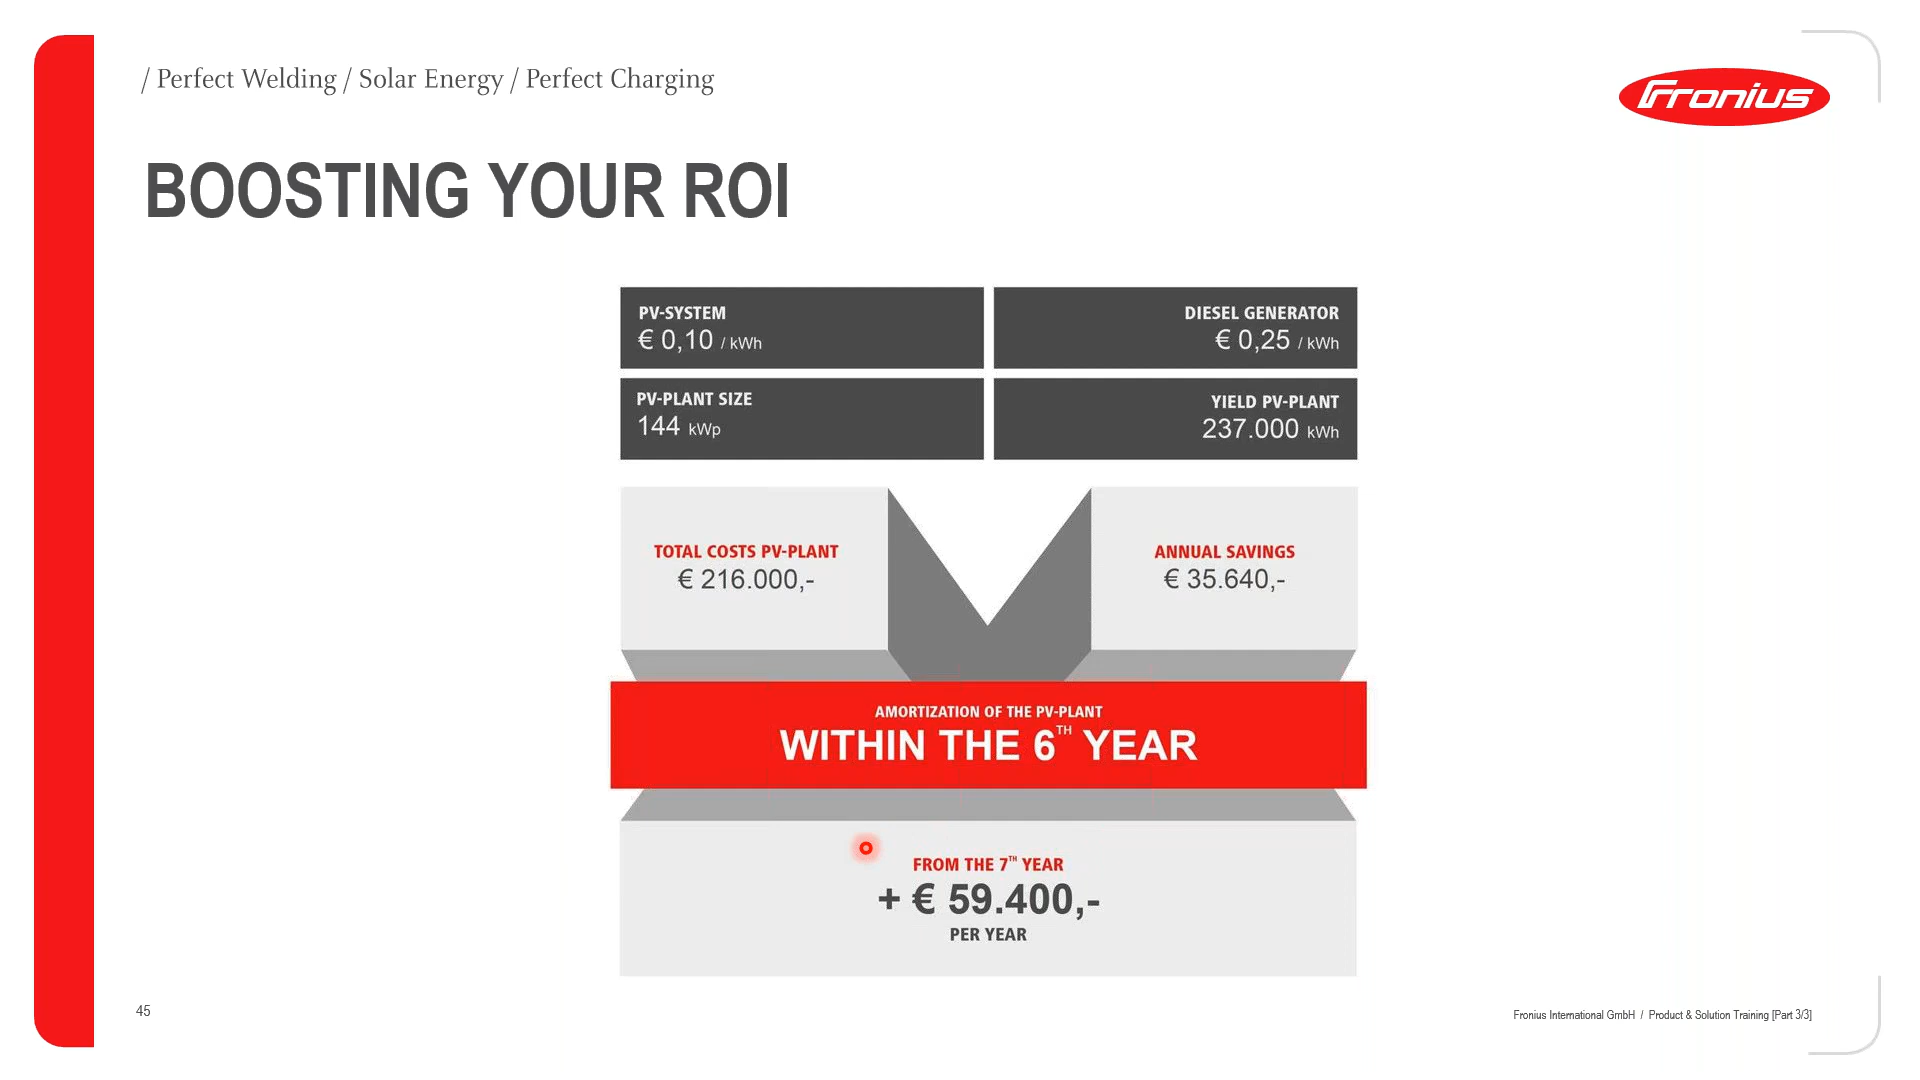 / Perfect Welding / Solar Energy / Perfect Charging
Fronius
BOOSTING YOUR ROI
PV-SYSTEM
€ 0,10 / kWh
DIESEL GENERATOR
€ 0,25 / kWh
PV-PLANT SIZE
144 kWp
YIELD PV-PLANT
237.000 kWh
TOTAL COSTS PV-PLANT
€ 216.000,-
ANNUAL SAVINGS
€ 35.640,-
AMORTIZATION OF THE PV-PLANT
WITHIN THE 6TH YEAR
FROM THE 7TH YEAR
+ € 59.400,-
PER YEAR
45
Fronius International GmbH / Product & Solution Training [Part 3/3]